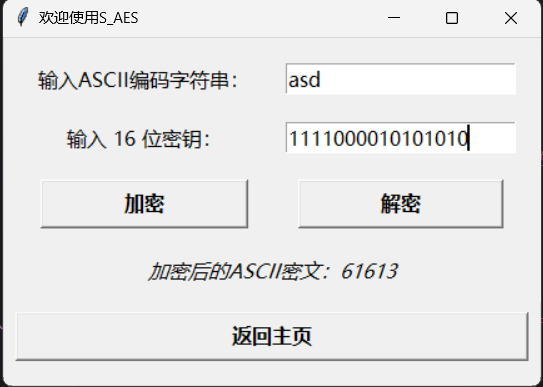 欢迎使用S_AES
输入ASCII编码字符串： asd
输入 16 位密钥： 1111000010101010
加密 解密
加密后的ASCII密文：61613
返回主页